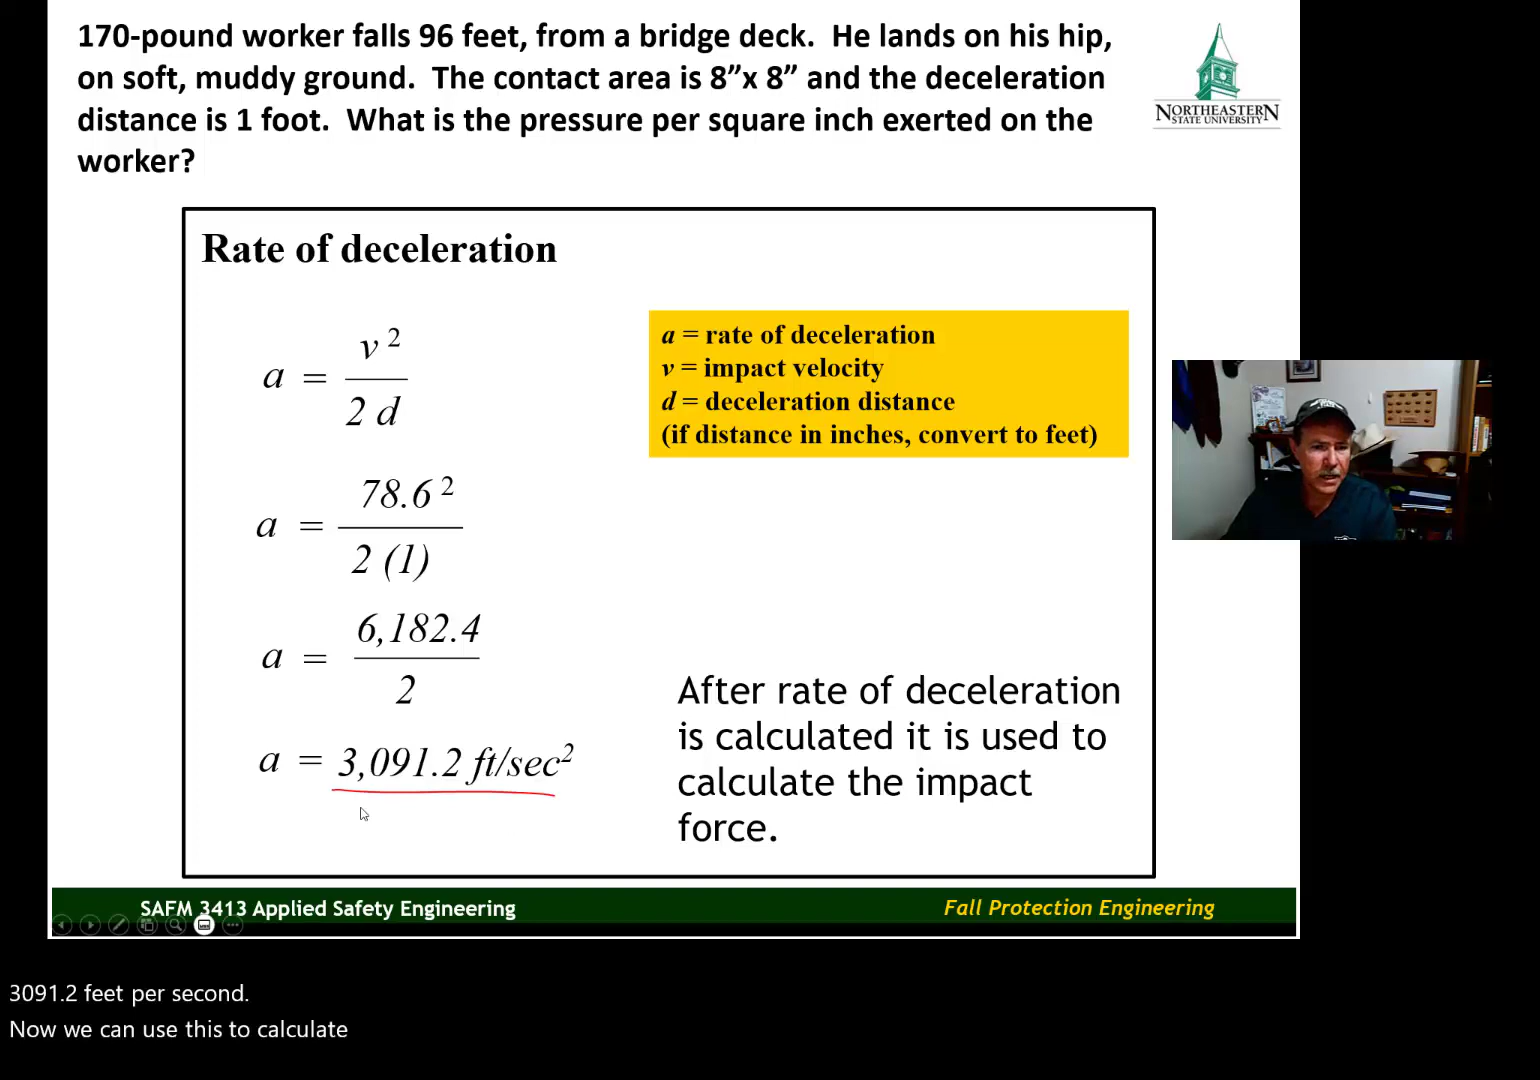 170-pound worker falls 96 feet, from a bridge deck. He lands on his hip,
on soft, muddy ground. The contact area is 8”x 8” and the deceleration
distance is 1 foot. What is the pressure per square inch exerted on the
worker?
NORTHEASTERN
STATE UNIVERSITY
Rate of deceleration
a = v² / 2 d
a = 78.6² / 2 (1)
a = 6,182.4 / 2
a = 3,091.2 ft/sec²
a = rate of deceleration
v = impact velocity
d = deceleration distance
(if distance in inches, convert to feet)
After rate of deceleration
is calculated it is used to
calculate the impact
force.
SAFM 3413 Applied Safety Engineering
Fall Protection Engineering
3091.2 feet per second.
Now we can use this to calculate